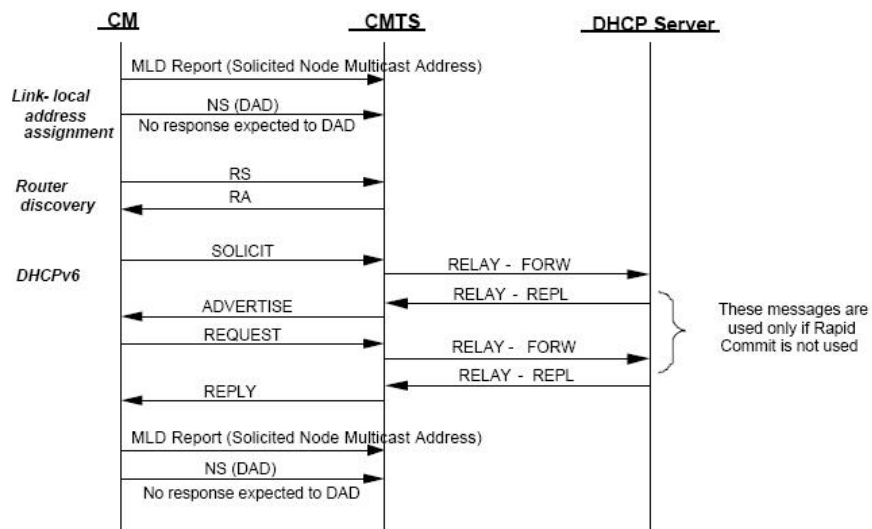 CM
CMTS
DHCP Server
MLD Report (Solicited Node Multicast Address)
Link- local
address
assignment
NS (DAD)
No response expected to DAD
RS
Router
discovery
RA
SOLICIT
DHCPv6
RELAY - FORW
RELAY - REPL
ADVERTISE
These messages are
used only if Rapid
Commit is not used
REQUEST
RELAY - FORW
RELAY - REPL
REPLY
MLD Report (Solicited Node Multicast Address)
NS (DAD)
No response expected to DAD